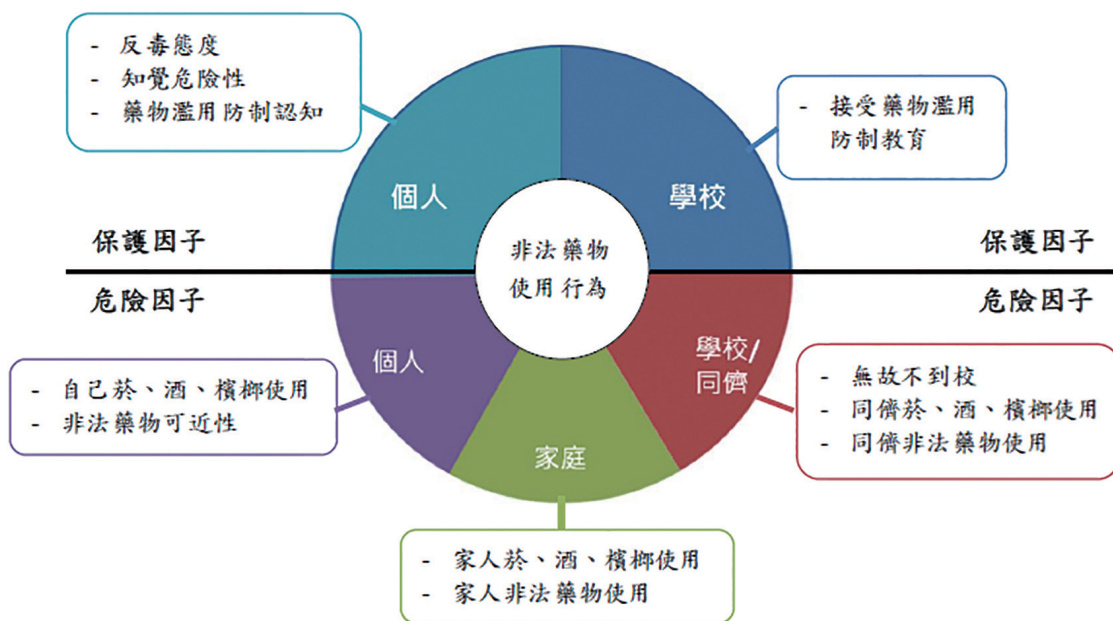 - 反毒態度
- 知覺危險性
- 藥物濫用防制認知
- 接受藥物濫用
防制教育
個人
學校
保護因子
非法藥物
使用行為
保護因子
危險因子
危險因子
個人
學校/
同儕
- 自己菸、酒、檳榔使用
- 非法藥物可近性
- 無故不到校
- 同儕菸、酒、檳榔使用
- 同儕非法藥物使用
家庭
- 家人菸、酒、檳榔使用
- 家人非法藥物使用